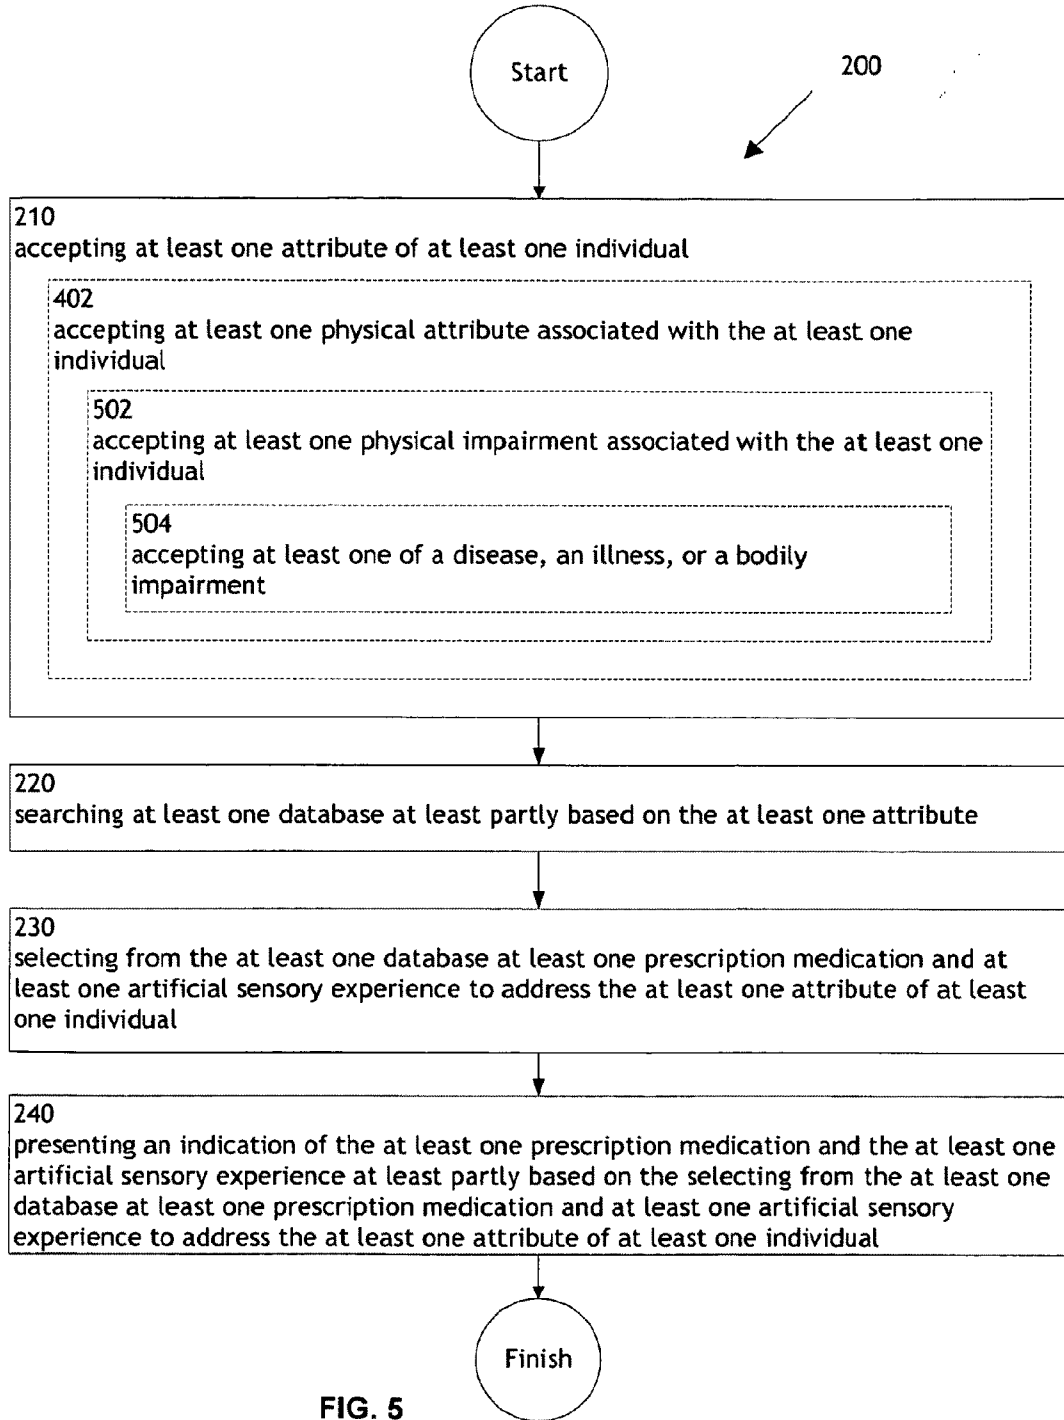 Start
200
210
accepting at least one attribute of at least one individual
402
accepting at least one physical attribute associated with the at least one
individual
502
accepting at least one physical impairment associated with the at least one
individual
504
accepting at least one of a disease, an illness, or a bodily
impairment
220
searching at least one database at least partly based on the at least one attribute
230
selecting from the at least one database at least one prescription medication and at
least one artificial sensory experience to address the at least one attribute of at least
one individual
240
presenting an indication of the at least one prescription medication and the at least one
artificial sensory experience at least partly based on the selecting from the at least one
database at least one prescription medication and at least one artificial sensory
experience to address the at least one attribute of at least one individual
Finish
FIG. 5